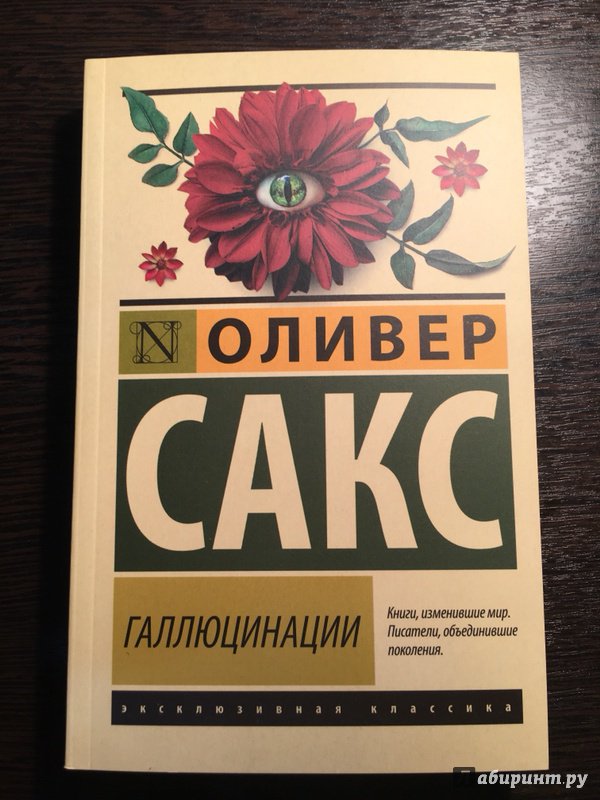 N ОЛИВЕР
САКС
ГАЛЛЮЦИНАЦИИ
Книги, изменившие мир.
Писатели, объединившие
поколения.
эксклюзивная классика
Лабиринт.ру